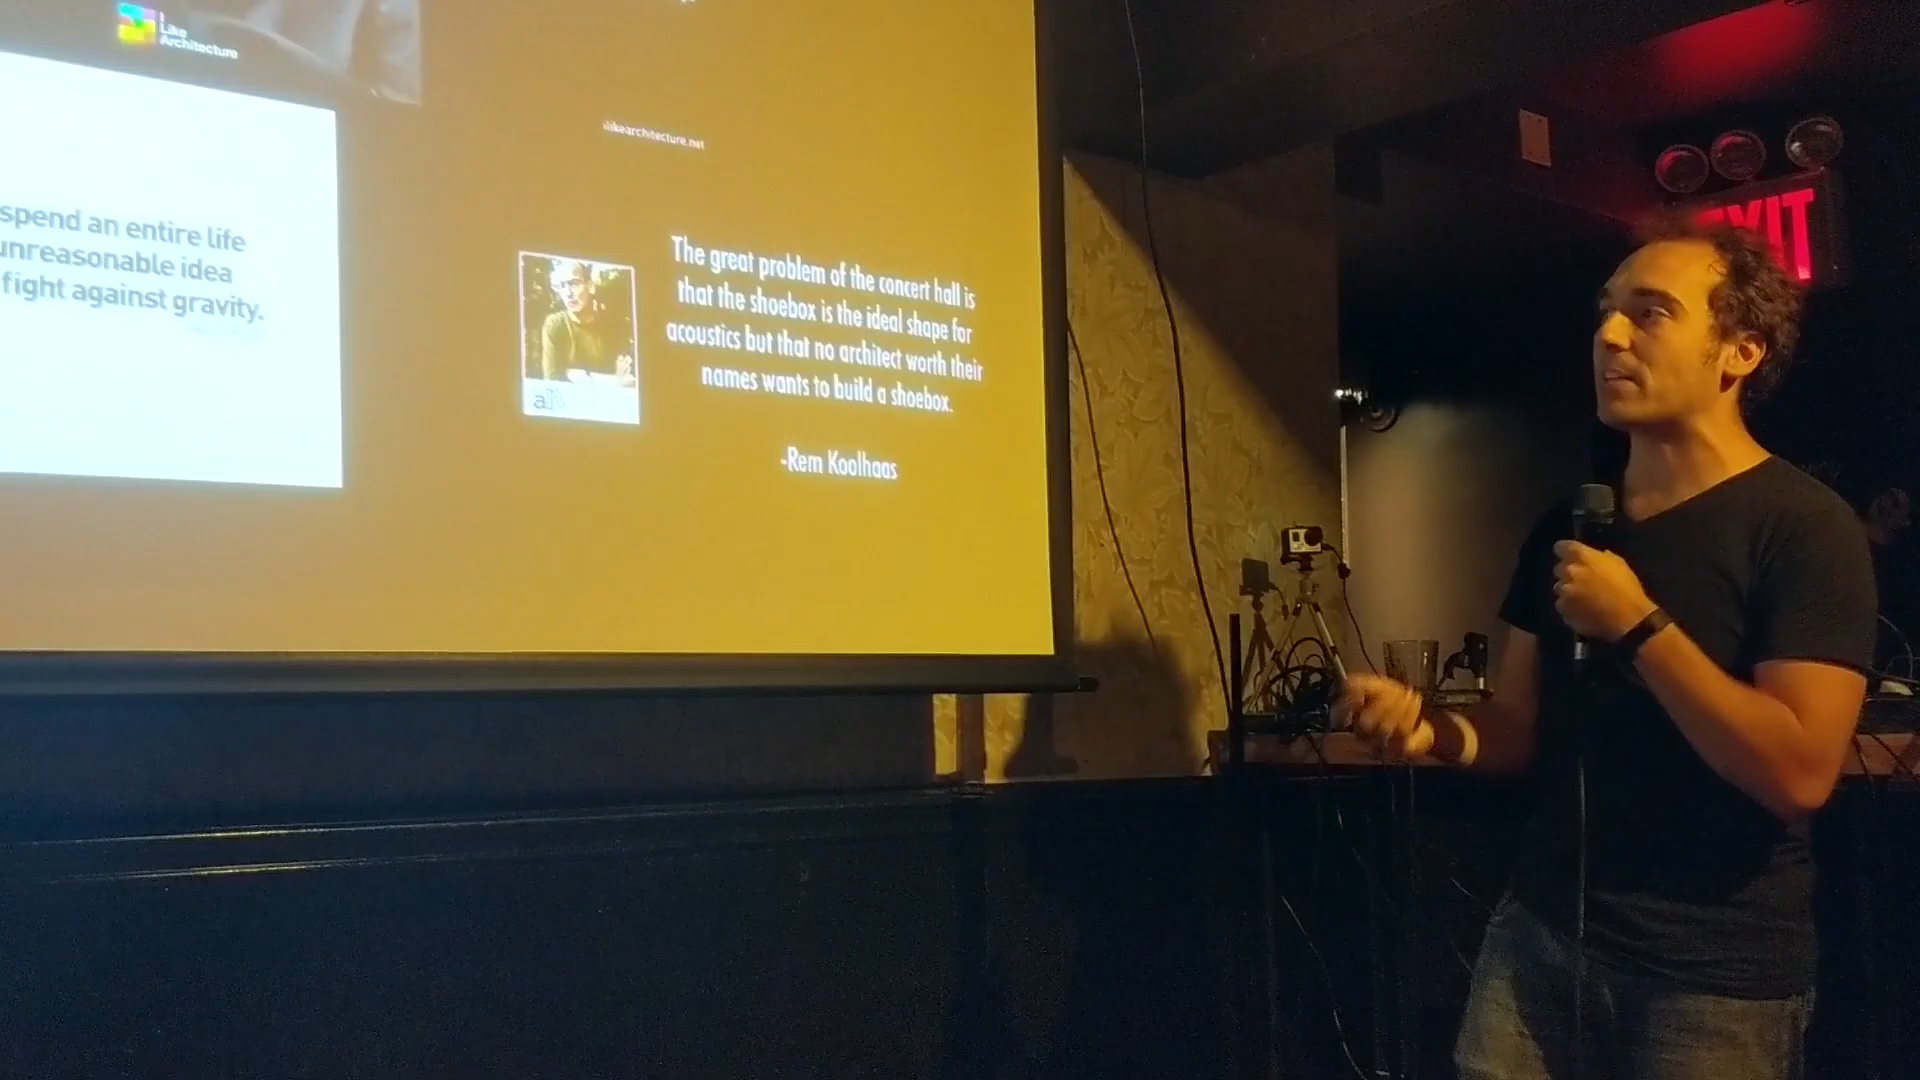 I
Like
Architecture
ilikearchitecture.net
spend an entire life
unreasonable idea
fight against gravity.
The great problem of the concert hall is
that the shoebox is the ideal shape for
acoustics but that no architect worth their
names wants to build a shoebox.
-Rem Koolhaas
EXIT